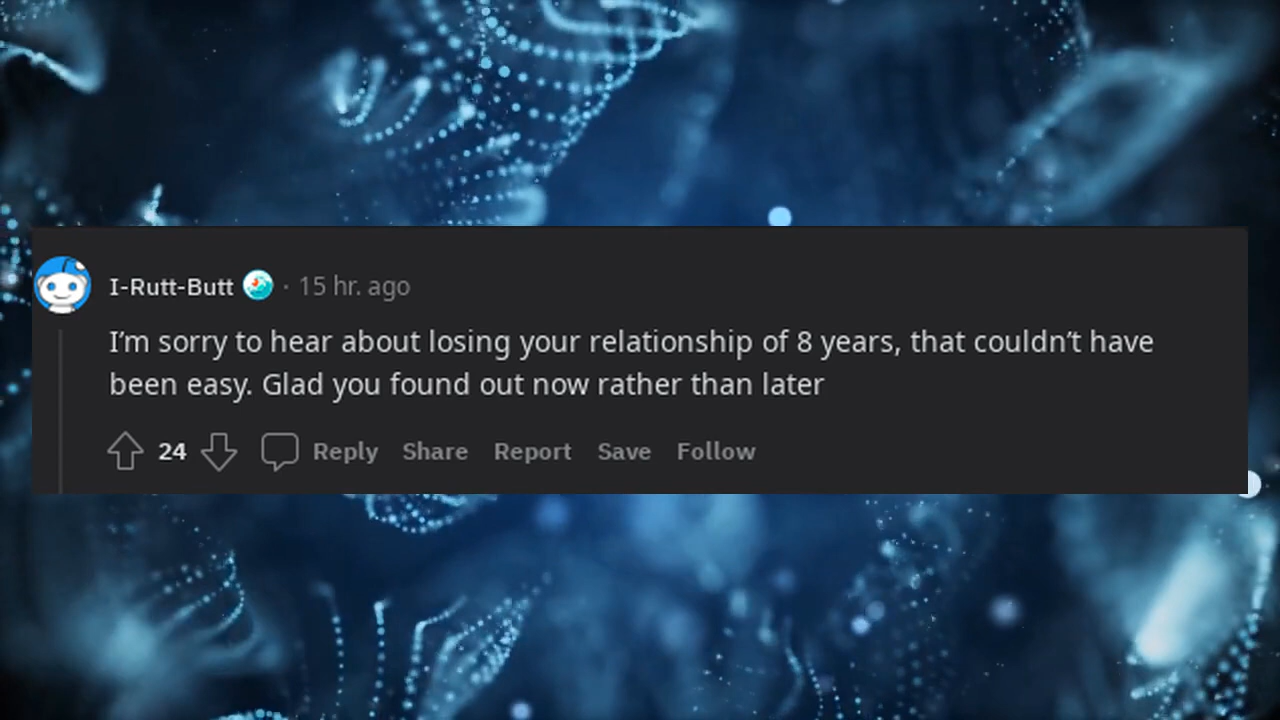 I-Rutt-Butt · 15 hr. ago
I’m sorry to hear about losing your relationship of 8 years, that couldn’t have
been easy. Glad you found out now rather than later
24 Reply Share Report Save Follow